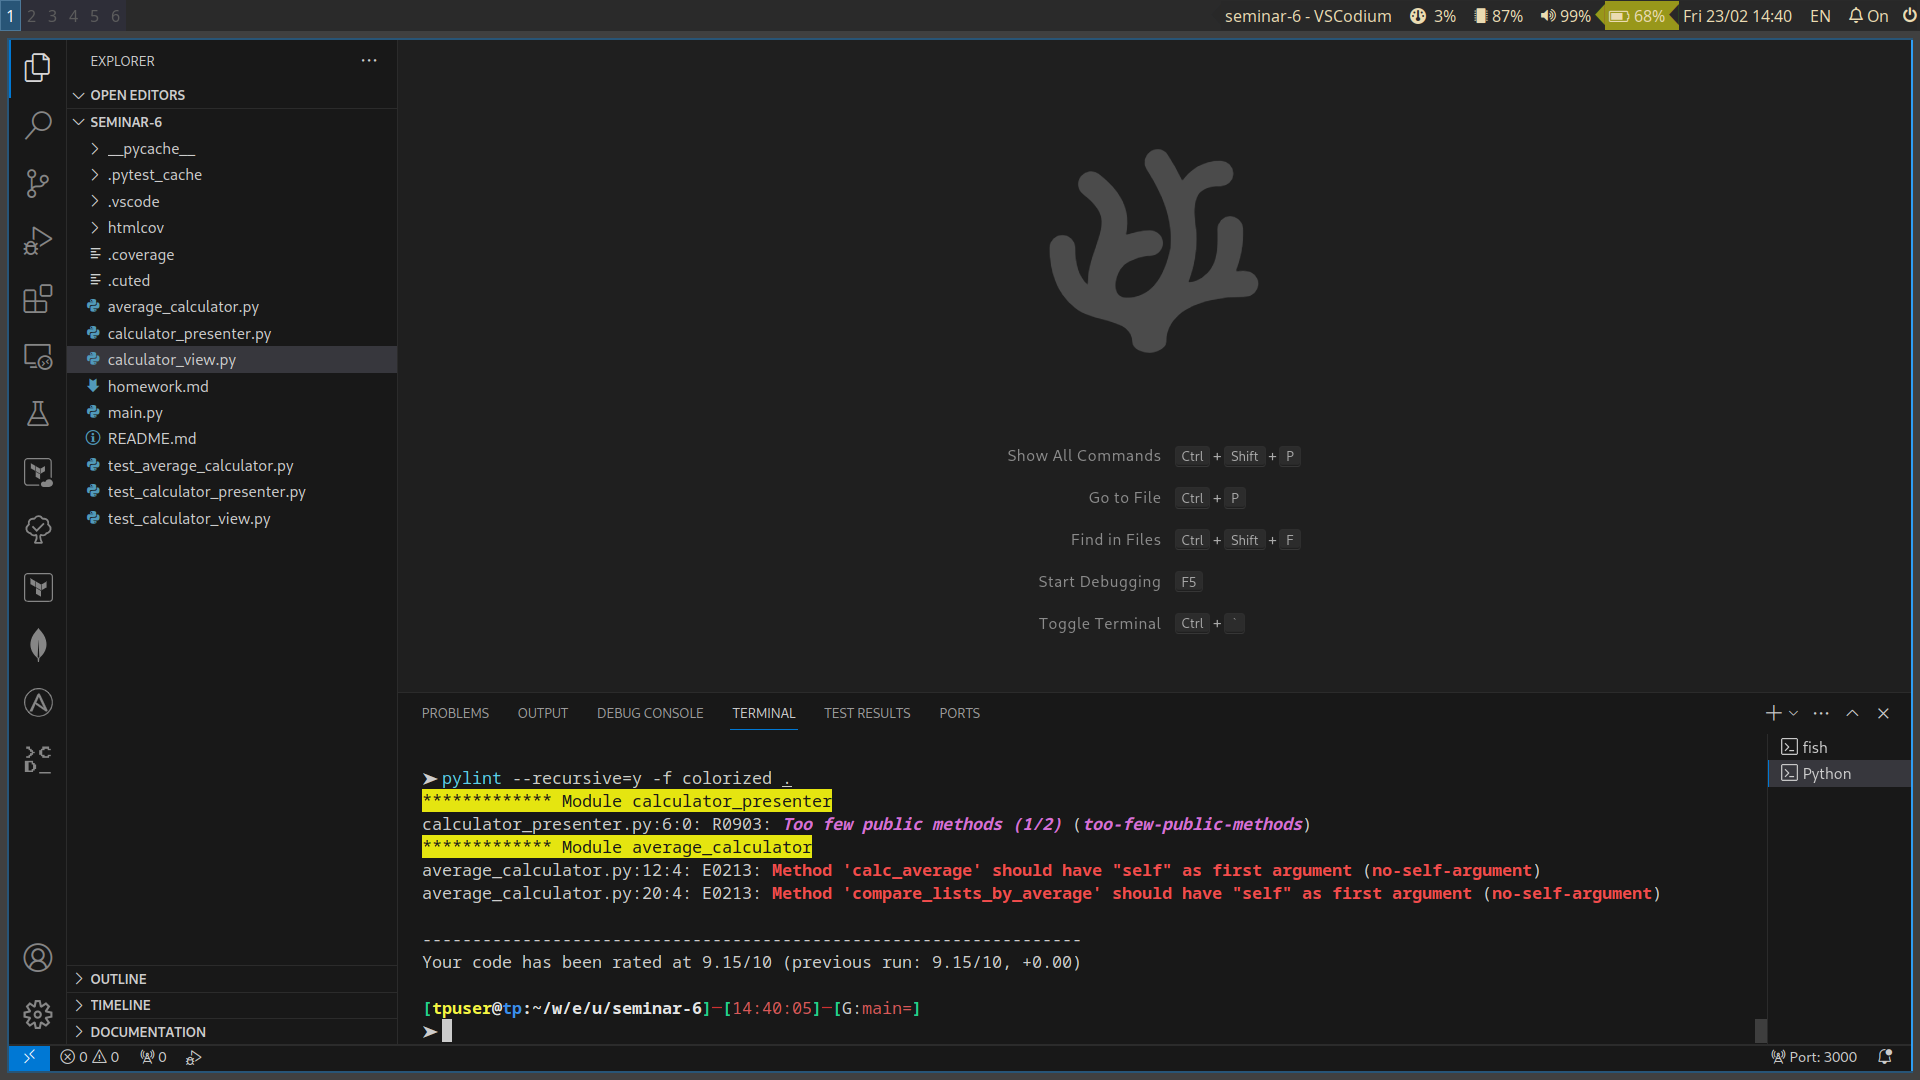 1 2 3 4 5 6
seminar-6 - VSCodium 3% 87% 99% 68% Fri 23/02 14:40 EN On
EXPLORER ···
OPEN EDITORS
SEMINAR-6
__pycache__
.pytest_cache
.vscode
htmlcov
.coverage
.cuted
average_calculator.py
calculator_presenter.py
calculator_view.py
homework.md
main.py
README.md
test_average_calculator.py
test_calculator_presenter.py
test_calculator_view.py
OUTLINE
TIMELINE
DOCUMENTATION
Show All Commands Ctrl + Shift + P
Go to File Ctrl + P
Find in Files Ctrl + Shift + F
Start Debugging F5
Toggle Terminal Ctrl + `
PROBLEMS OUTPUT DEBUG CONSOLE TERMINAL TEST RESULTS PORTS
fish
Python
➤ pylint --recursive=y -f colorized .
************* Module calculator_presenter
calculator_presenter.py:6:0: R0903: Too few public methods (1/2) (too-few-public-methods)
************* Module average_calculator
average_calculator.py:12:4: E0213: Method 'calc_average' should have "self" as first argument (no-self-argument)
average_calculator.py:20:4: E0213: Method 'compare_lists_by_average' should have "self" as first argument (no-self-argument)
------------------------------------------------------------------
Your code has been rated at 9.15/10 (previous run: 9.15/10, +0.00)
[tpuser@tp:~/w/e/u/seminar-6]─[14:40:05]─[G:main=]
➤
0 0 0 Port: 3000